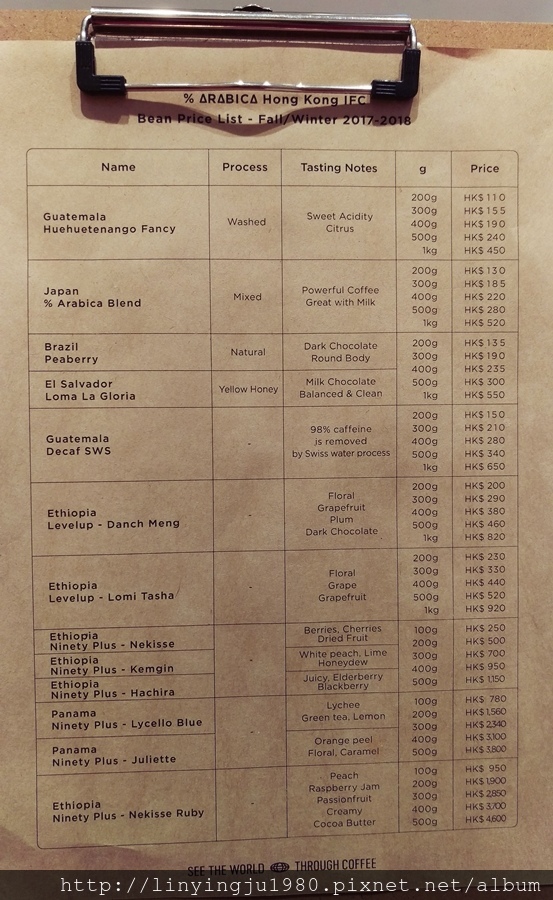 % ΔRΔBICΔ Hong Kong IFC
Bean Price List - Fall/Winter 2017-2018
Name Process Tasting Notes g Price
Guatemala
Huehuetenango Fancy
Washed
Sweet Acidity
Citrus
200g HK$ 110
300g HK$ 155
400g HK$ 190
500g HK$ 240
1kg HK$ 450
Japan
% Arabica Blend
Mixed
Powerful Coffee
Great with Milk
200g HK$ 130
300g HK$ 185
400g HK$ 220
500g HK$ 280
1kg HK$ 520
Brazil
Peaberry
Natural
Dark Chocolate
Round Body
El Salvador
Loma La Gloria
Yellow Honey
Milk Chocolate
Balanced & Clean
200g HK$ 135
300g HK$ 190
400g HK$ 235
500g HK$ 300
1kg HK$ 550
Guatemala
Decaf SWS
-
98% caffeine
is removed
by Swiss water process
200g HK$ 150
300g HK$ 210
400g HK$ 280
500g HK$ 340
1kg HK$ 650
Ethiopia
Levelup - Danch Meng
-
Floral
Grapefruit
Plum
Dark Chocolate
200g HK$ 200
300g HK$ 290
400g HK$ 380
500g HK$ 460
1kg HK$ 820
Ethiopia
Levelup - Lomi Tasha
-
Floral
Grape
Grapefruit
200g HK$ 230
300g HK$ 330
400g HK$ 440
500g HK$ 520
1kg HK$ 920
Ethiopia
Ninety Plus - Nekisse
Berries, Cherries
Dried Fruit
Ethiopia
Ninety Plus - Kemgin
-
White peach, Lime
Honeydew
Ethiopia
Ninety Plus - Hachira
Juicy, Elderberry
Blackberry
100g HK$ 250
200g HK$ 500
300g HK$ 700
400g HK$ 950
500g HK$ 1,150
Panama
Ninety Plus - Lycello Blue
Lychee
Green tea, Lemon
-
Panama
Ninety Plus - Juliette
Orange peel
Floral, Caramel
100g HK$ 780
200g HK$ 1,560
300g HK$ 2,340
400g HK$ 3,100
500g HK$ 3,800
Ethiopia
Ninety Plus - Nekisse Ruby
-
Peach
Raspberry Jam
Passionfruit
Creamy
Cocoa Butter
100g HK$ 950
200g HK$ 1,900
300g HK$ 2,850
400g HK$ 3,700
500g HK$ 4,600
SEE THE WORLD THROUGH COFFEE
http://linyingju1980.pixnet.net/album